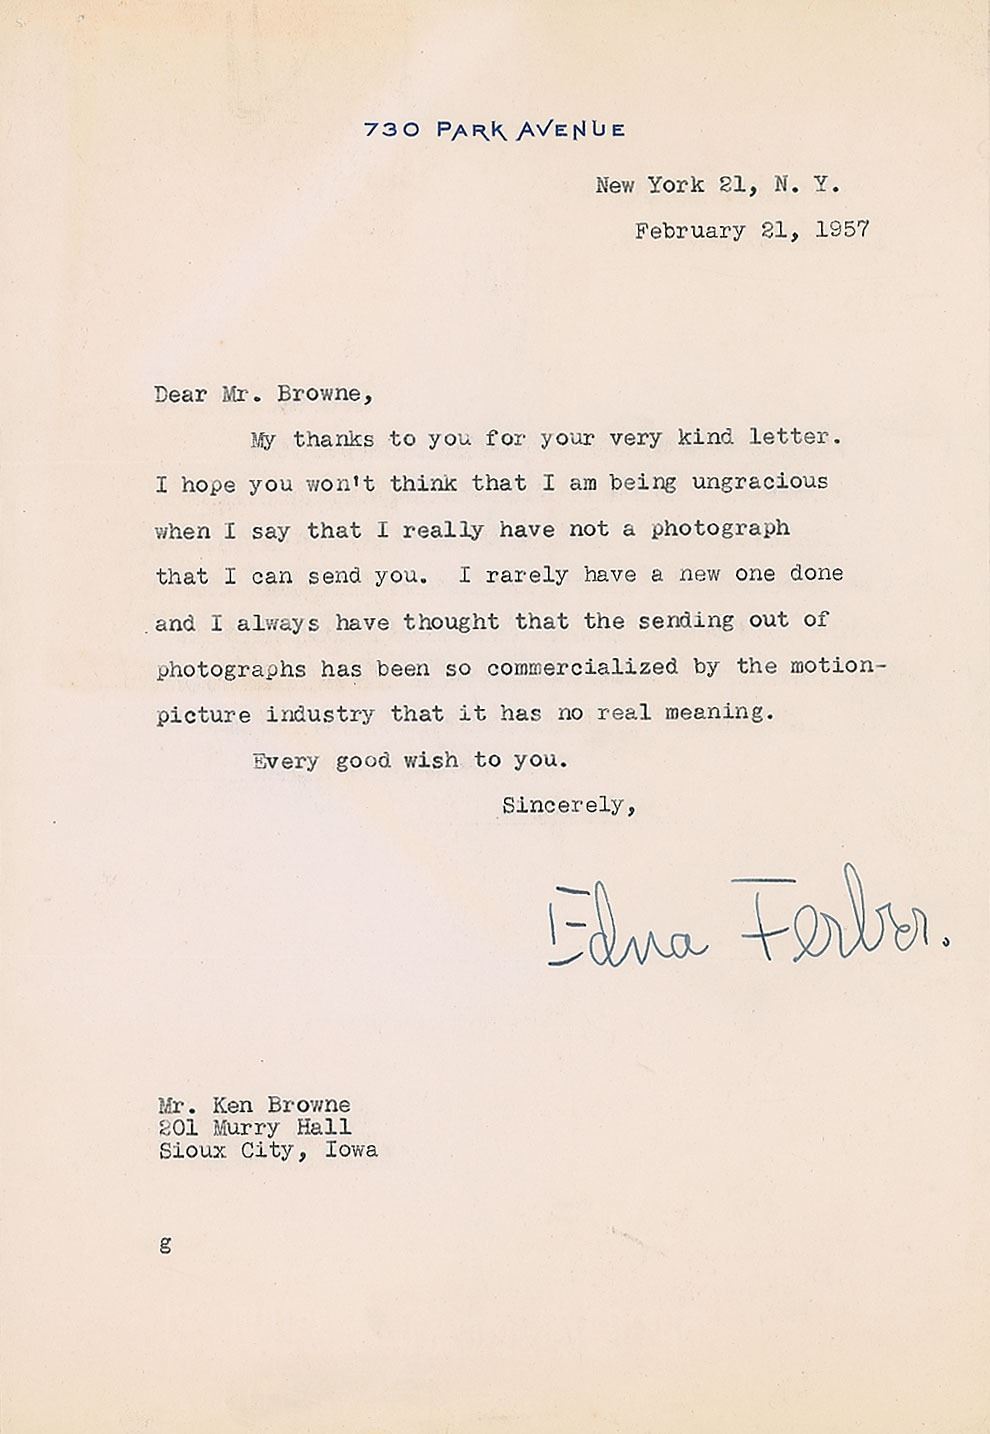 730 PARK AVENUE
New York 21, N. Y.
February 21, 1957
Dear Mr. Browne,
My thanks to you for your very kind letter.
I hope you won't think that I am being ungracious
when I say that I really have not a photograph
that I can send you. I rarely have a new one done
and I always have thought that the sending out of
photographs has been so commercialized by the motion-
picture industry that it has no real meaning.
Every good wish to you.
Sincerely,
Edna Ferber.
Mr. Ken Browne
201 Murry Hall
Sioux City, Iowa
g